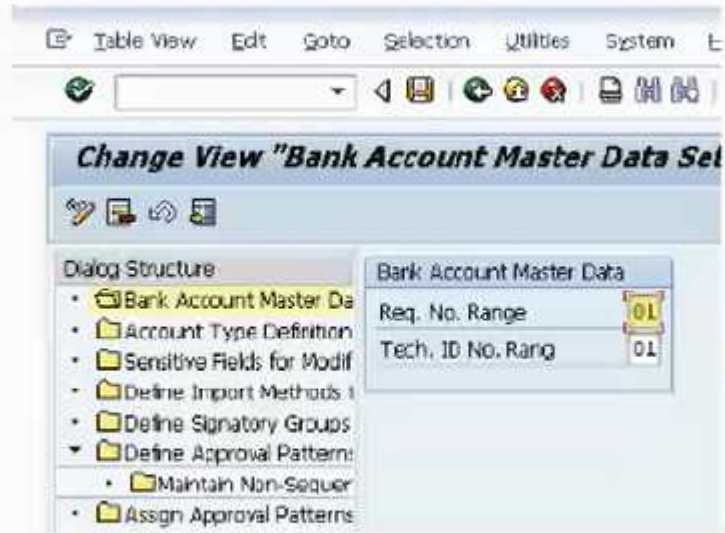 Table View Edit Goto Selection Utilities System
Change View "Bank Account Master Data Set
Dialog Structure
Bank Account Master Da
Account Type Definition
Sensitive Fields for Modif
Define Import Methods f
Define Signatory Groups
Define Approval Patterns
Maintain Non-Sequen
Assign Approval Patterns
Bank Account Master Data
Req. No. Range 01
Tech. ID No. Rang 01